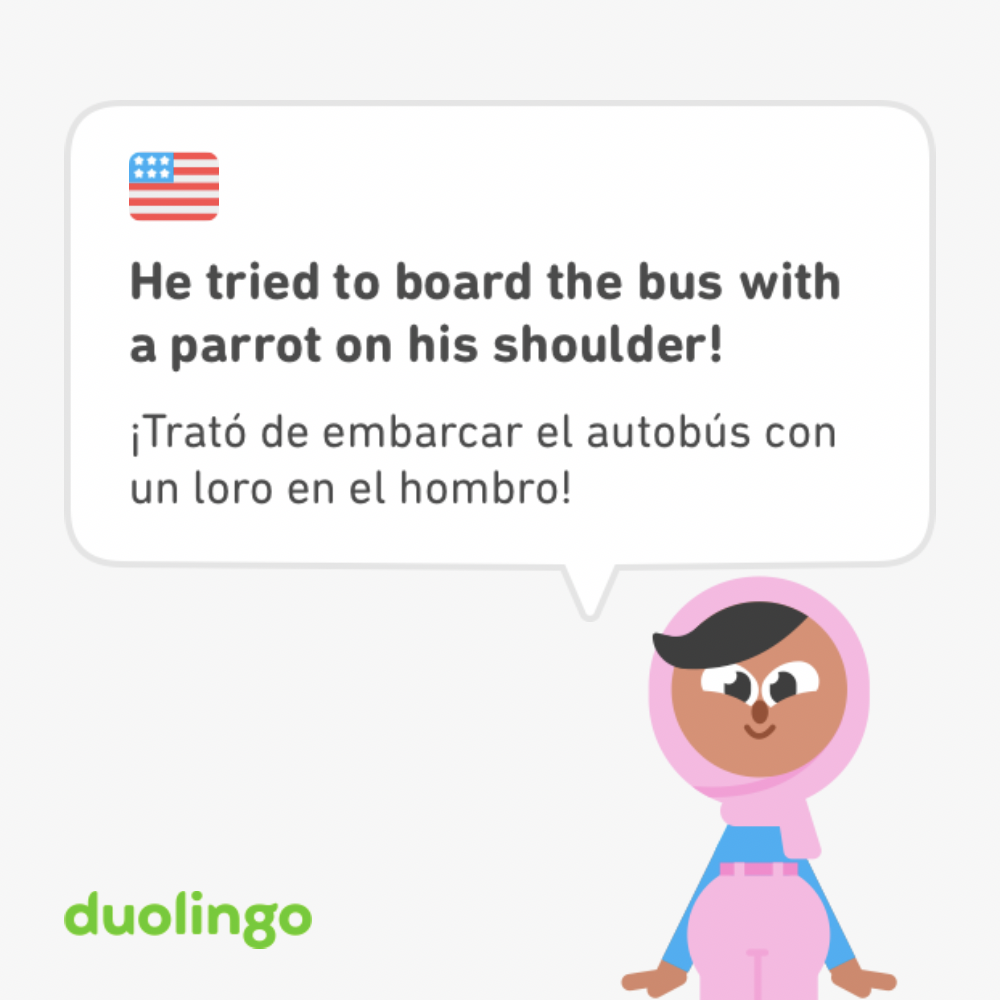 He tried to board the bus with
a parrot on his shoulder!
¡Trató de embarcar el autobús con
un loro en el hombro!
duolingo